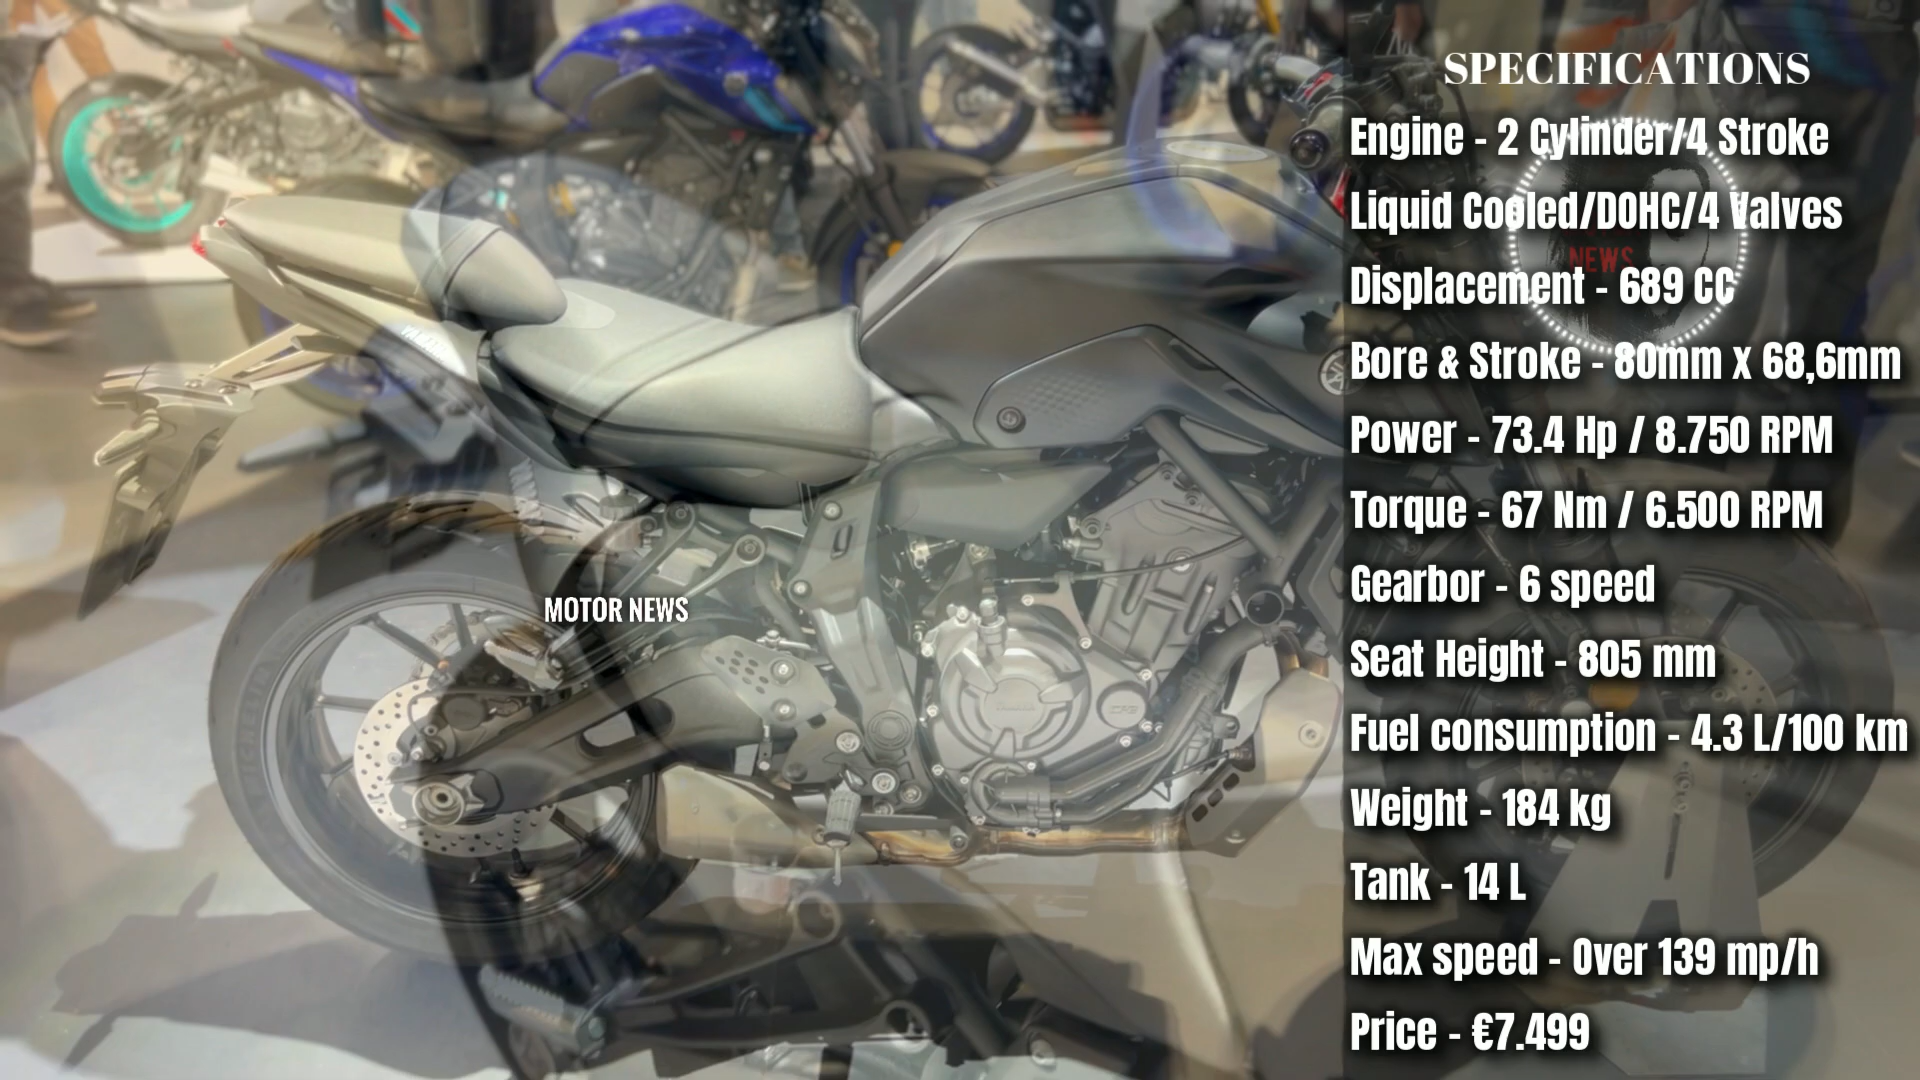 SPECIFICATIONS
Engine - 2 Cylinder/4 Stroke
Liquid Cooled/DOHC/4 Valves
NEWS
Displacement - 689 CC
Bore & Stroke - 80mm x 68,6mm
Power - 73.4 Hp / 8.750 RPM
Torque - 67 Nm / 6.500 RPM
Gearbor - 6 speed
MOTOR NEWS
Seat Height - 805 mm
Fuel consumption - 4.3 L/100 km
Weight - 184 kg
Tank - 14 L
Max speed - Over 139 mp/h
Price - €7.499